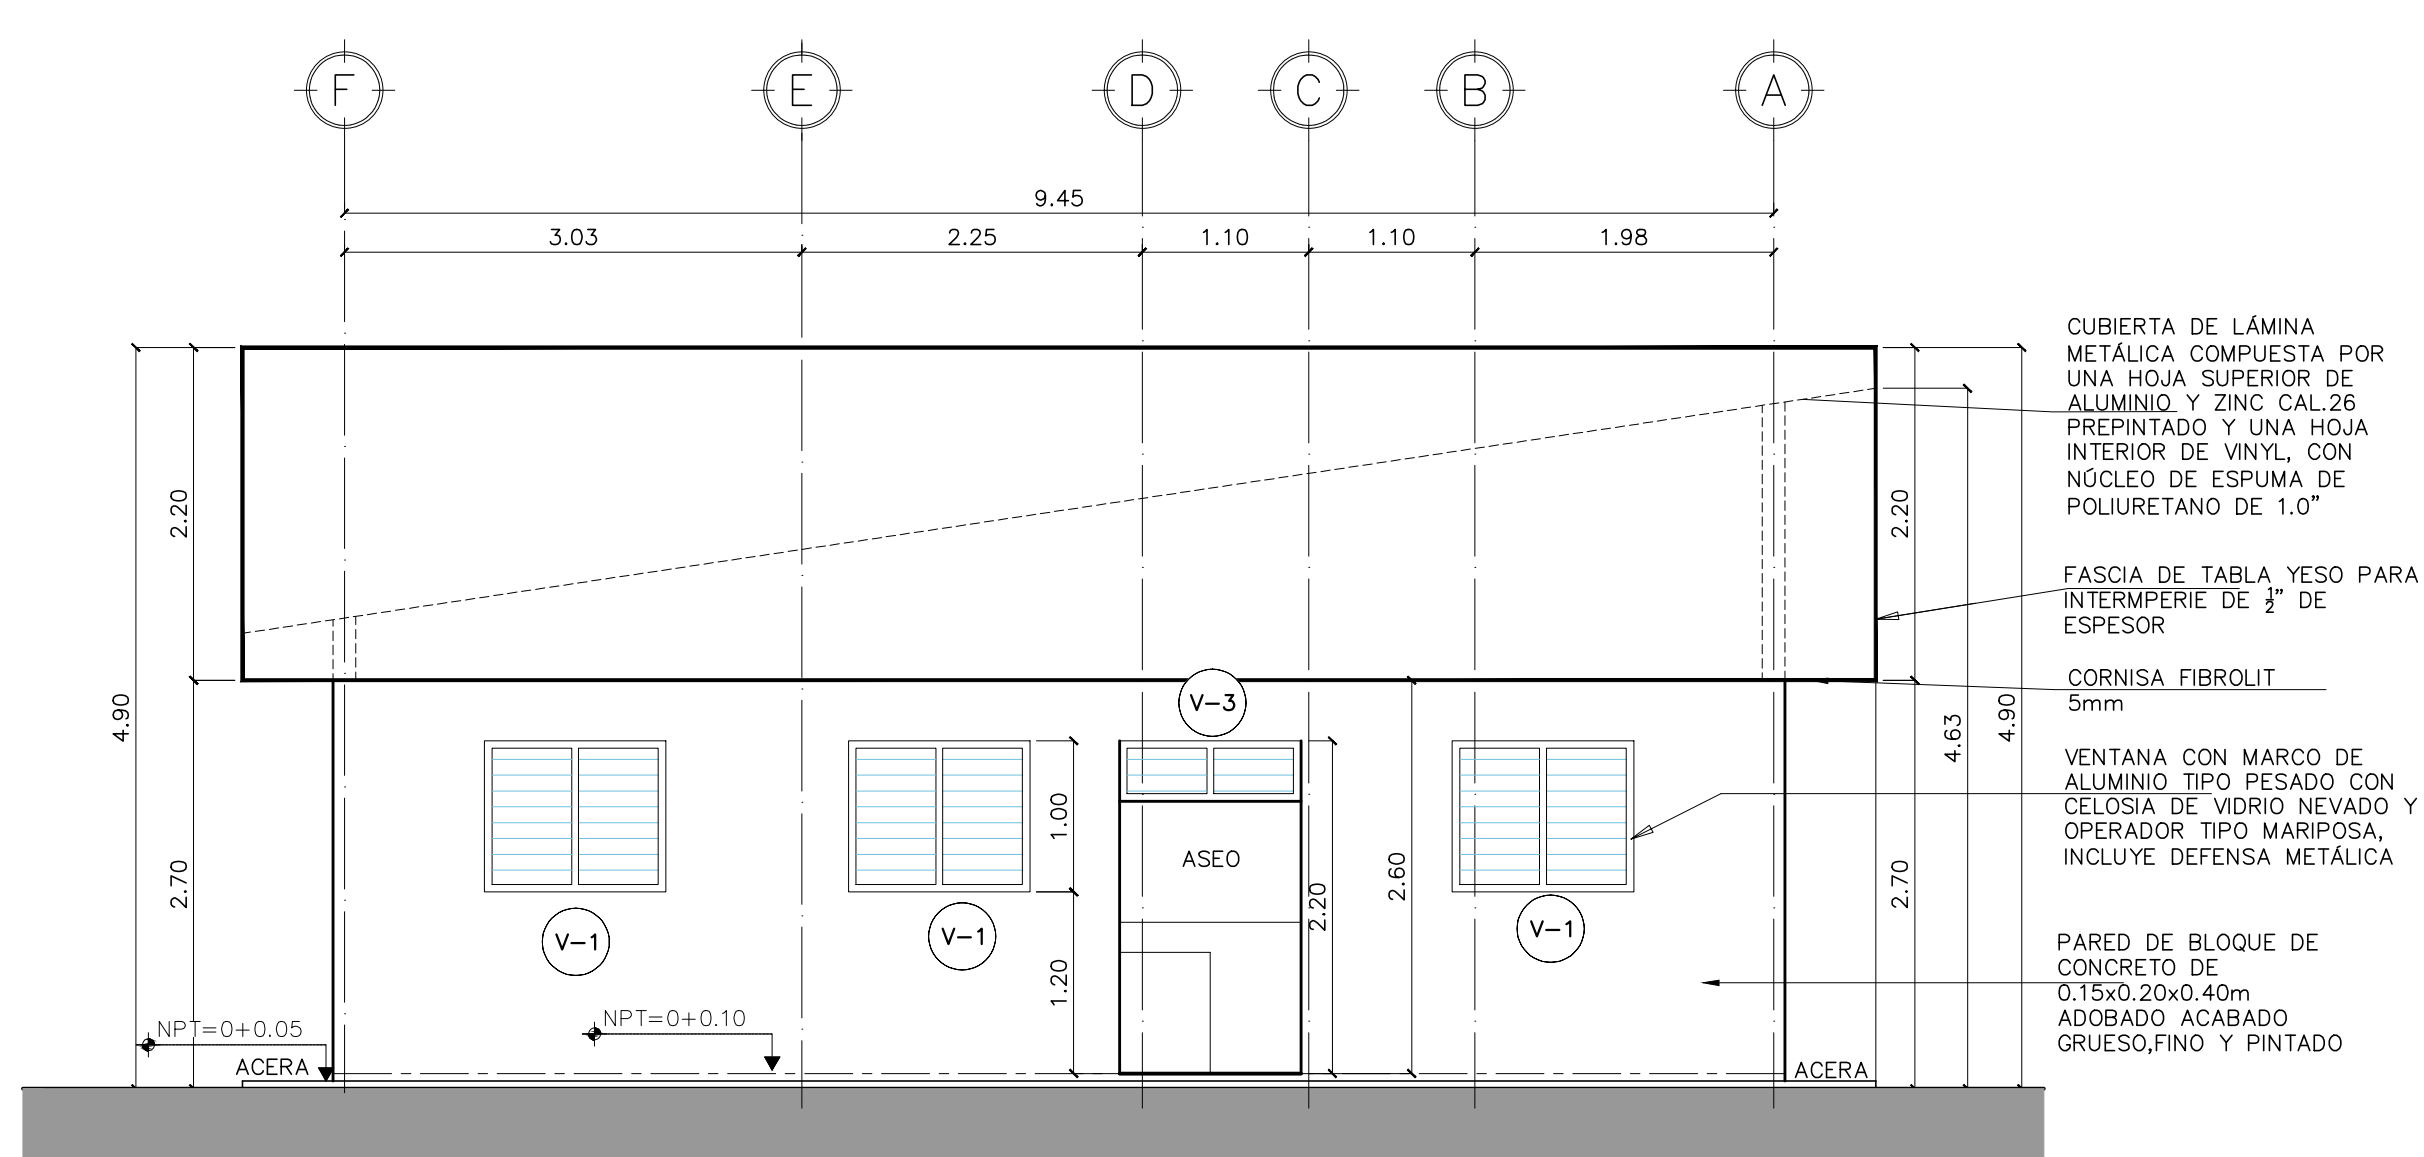 F
E
D
C
B
A
9.45
3.03
2.25
1.10
1.10
1.98
CUBIERTA DE LÁMINA
METÁLICA COMPUESTA POR
UNA HOJA SUPERIOR DE
ALUMINIO Y ZINC CAL.26
PREPINTADO Y UNA HOJA
INTERIOR DE VINYL, CON
NÚCLEO DE ESPUMA DE
POLIURETANO DE 1.0”
FASCIA DE TABLA YESO PARA
INTERMPERIE DE ½” DE
ESPESOR
CORNISA FIBROLIT
5mm
VENTANA CON MARCO DE
ALUMINIO TIPO PESADO CON
CELOSIA DE VIDRIO NEVADO Y
OPERADOR TIPO MARIPOSA,
INCLUYE DEFENSA METÁLICA
PARED DE BLOQUE DE
CONCRETO DE
0.15x0.20x0.40m
ADOBADO ACABADO
GRUESO,FINO Y PINTADO
4.90
2.20
2.70
2.20
2.70
4.63
4.90
V-3
V-1
V-1
V-1
ASEO
1.00
1.20
2.20
2.60
NPT=0+0.05
NPT=0+0.10
ACERA
ACERA